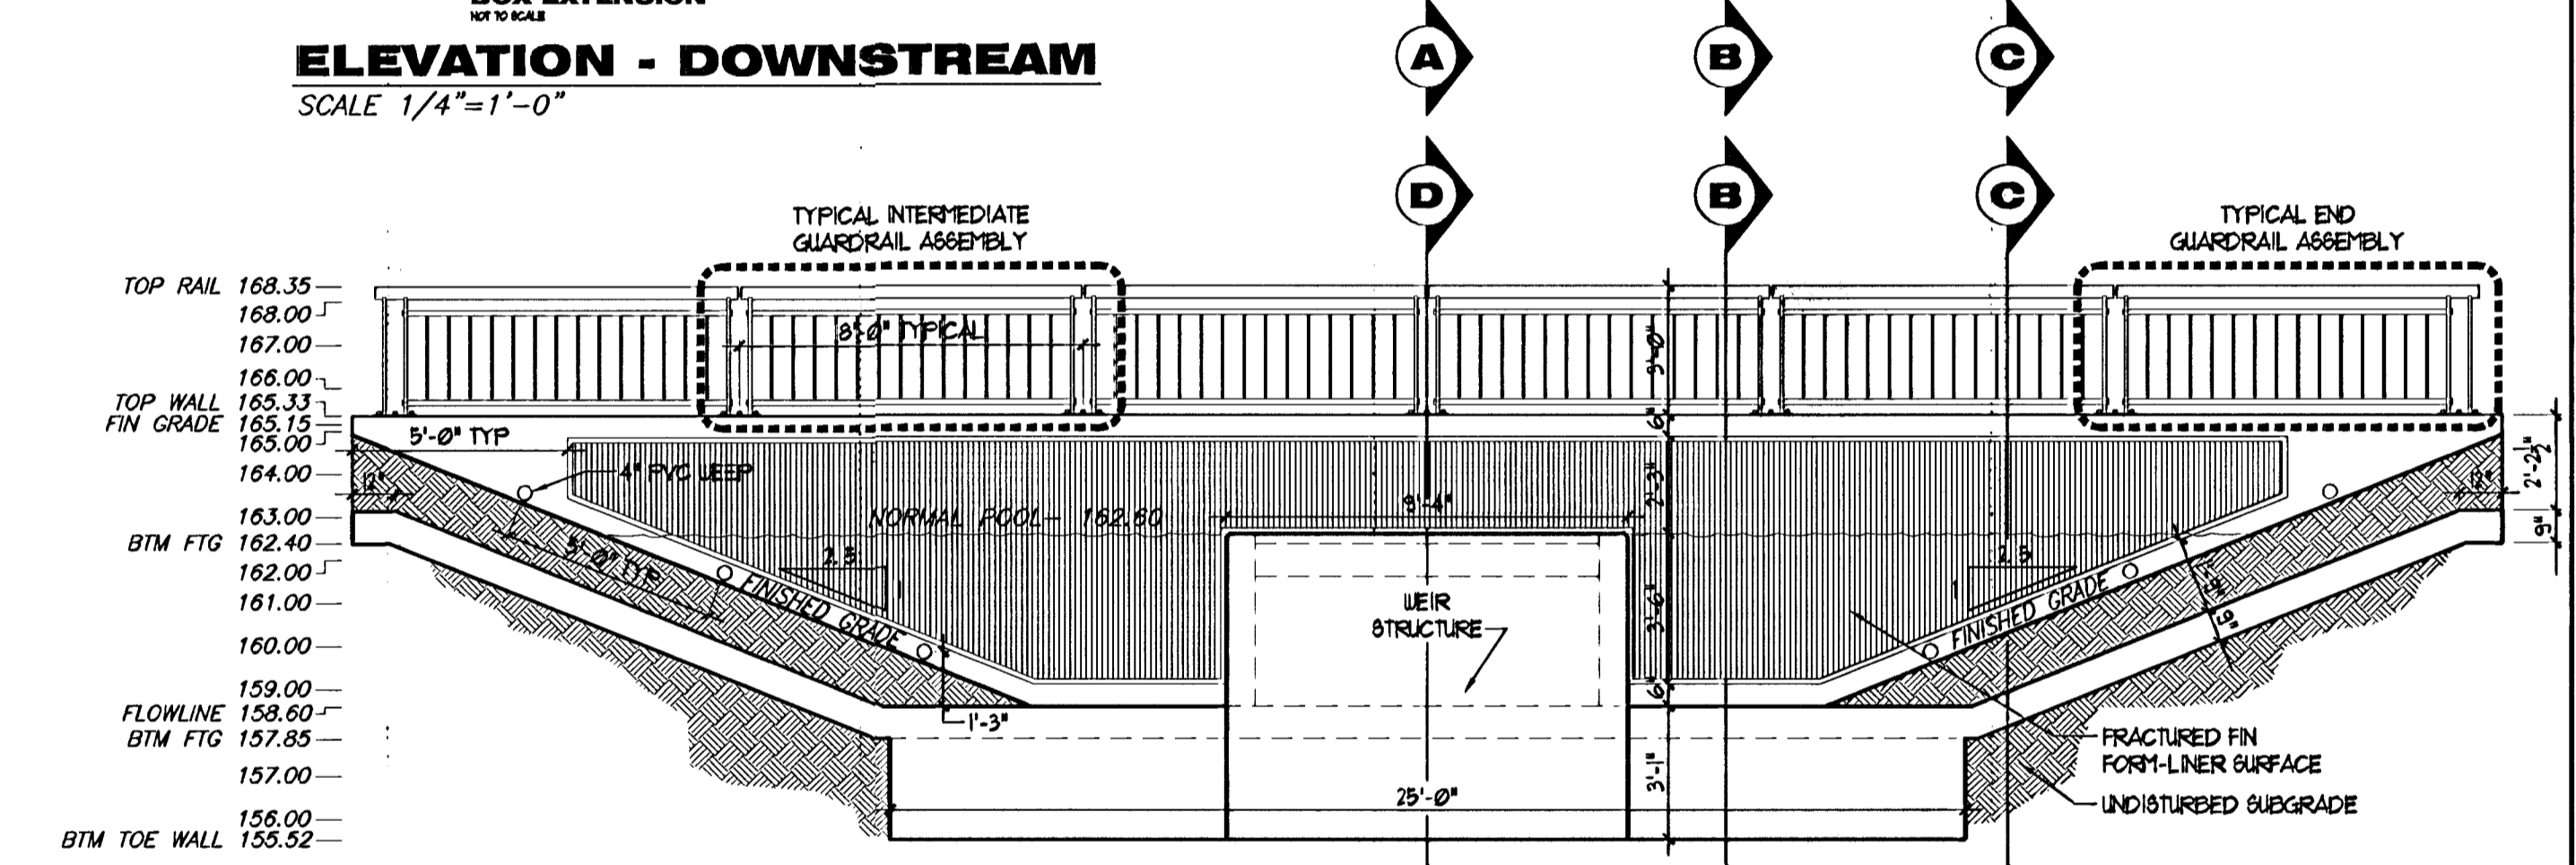 BOX EXTENSION
NOT TO SCALE
ELEVATION - DOWNSTREAM
SCALE 1/4"=1'-0"
A
B
C
D
B
C
TYPICAL INTERMEDIATE
GUARDRAIL ASSEMBLY
TYPICAL END
GUARDRAIL ASSEMBLY
TOP RAIL 168.35
168.00
167.00
166.00
TOP WALL 165.33
FIN GRADE 165.15
165.00
164.00
163.00
BTM FTG 162.40
162.00
161.00
160.00
159.00
FLOWLINE 158.60
BTM FTG 157.85
157.00
156.00
BTM TOE WALL 155.52
8'-0" TYPICAL
3'-0"
6"
5'-0" TYP
4" PVC WEEP
12"
NORMAL POOL- 162.60
2'-3"
2'-2½"
9"
5'-0" TYP
2.5
1
FINISHED GRADE
WEIR
STRUCTURE
3'-6"
2.5
1
FINISHED GRADE
9"
6"
1'-3"
3'-1"
25'-0"
FRACTURED FIN
FORM-LINER SURFACE
UNDISTURBED SUBGRADE